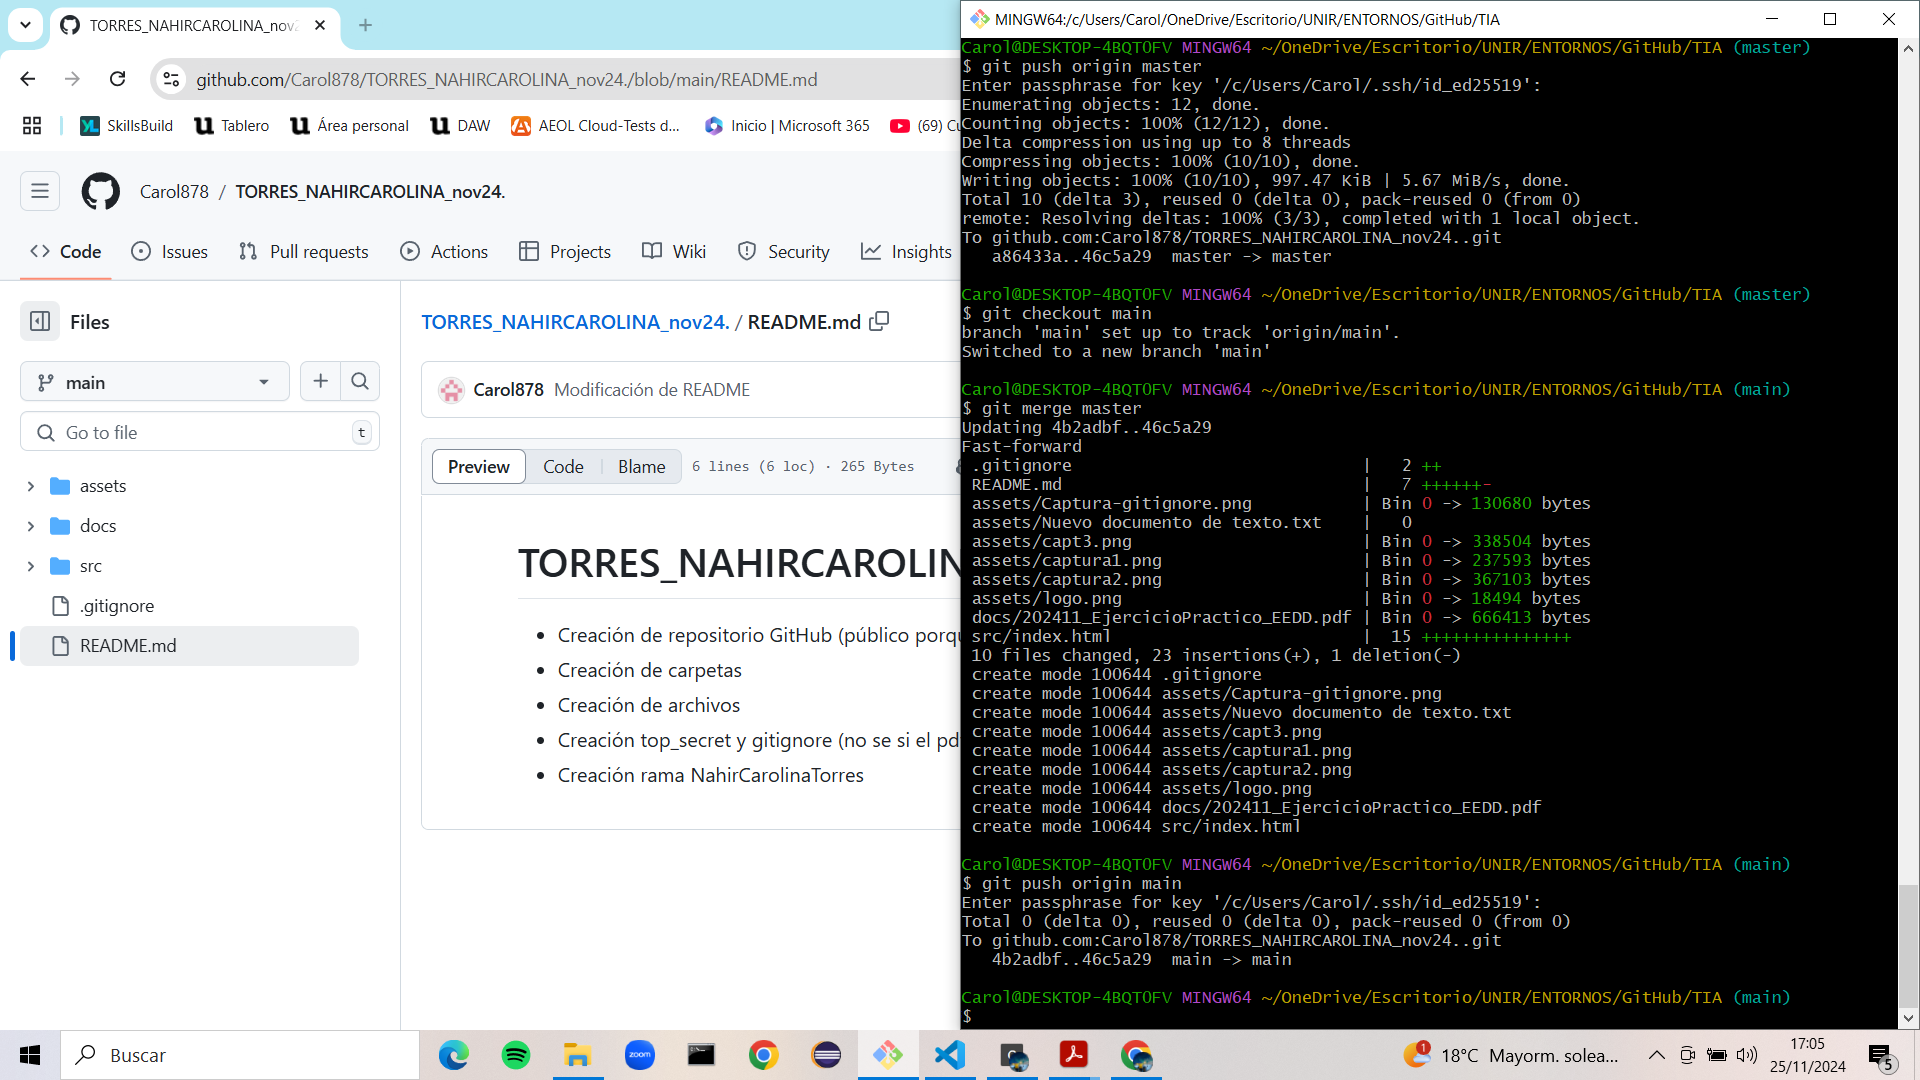 TORRES_NAHIRCAROLINA_nov2
github.com/Carol878/TORRES_NAHIRCAROLINA_nov24./blob/main/README.md
SkillsBuild
Tablero
Área personal
DAW
AEOL Cloud-Tests d...
Inicio | Microsoft 365
(69) Cu
Carol878 / TORRES_NAHIRCAROLINA_nov24.
Code
Issues
Pull requests
Actions
Projects
Wiki
Security
Insights
Files
main
Go to file
t
assets
docs
src
.gitignore
README.md
TORRES_NAHIRCAROLINA_nov24. / README.md
Carol878 Modificación de README
Preview
Code
Blame
6 lines (6 loc) · 265 Bytes
TORRES_NAHIRCAROLIN
• Creación de repositorio GitHub (público porqu
• Creación de carpetas
• Creación de archivos
• Creación top_secret y gitignore (no se si el pd
• Creación rama NahirCarolinaTorres
MINGW64:/c/Users/Carol/OneDrive/Escritorio/UNIR/ENTORNOS/GitHub/TIA
Carol@DESKTOP-4BQT0FV MINGW64 ~/OneDrive/Escritorio/UNIR/ENTORNOS/GitHub/TIA (master)
$ git push origin master
Enter passphrase for key '/c/Users/Carol/.ssh/id_ed25519':
Enumerating objects: 12, done.
Counting objects: 100% (12/12), done.
Delta compression using up to 8 threads
Compressing objects: 100% (10/10), done.
Writing objects: 100% (10/10), 997.47 KiB | 5.67 MiB/s, done.
Total 10 (delta 3), reused 0 (delta 0), pack-reused 0 (from 0)
remote: Resolving deltas: 100% (3/3), completed with 1 local object.
To github.com:Carol878/TORRES_NAHIRCAROLINA_nov24..git
a86433a..46c5a29 master -> master
Carol@DESKTOP-4BQT0FV MINGW64 ~/OneDrive/Escritorio/UNIR/ENTORNOS/GitHub/TIA (master)
$ git checkout main
branch 'main' set up to track 'origin/main'.
Switched to a new branch 'main'
Carol@DESKTOP-4BQT0FV MINGW64 ~/OneDrive/Escritorio/UNIR/ENTORNOS/GitHub/TIA (main)
$ git merge master
Updating 4b2adbf..46c5a29
Fast-forward
.gitignore | 2 ++
README.md | 7 ++++++-
assets/Captura-gitignore.png | Bin 0 -> 130680 bytes
assets/Nuevo documento de texto.txt | 0
assets/capt3.png | Bin 0 -> 338504 bytes
assets/captura1.png | Bin 0 -> 237593 bytes
assets/captura2.png | Bin 0 -> 367103 bytes
assets/logo.png | Bin 0 -> 18494 bytes
docs/202411_EjercicioPractico_EEDD.pdf | Bin 0 -> 666413 bytes
src/index.html | 15 +++++++++++++++
10 files changed, 23 insertions(+), 1 deletion(-)
create mode 100644 .gitignore
create mode 100644 assets/Captura-gitignore.png
create mode 100644 assets/Nuevo documento de texto.txt
create mode 100644 assets/capt3.png
create mode 100644 assets/captura1.png
create mode 100644 assets/captura2.png
create mode 100644 assets/logo.png
create mode 100644 docs/202411_EjercicioPractico_EEDD.pdf
create mode 100644 src/index.html
Carol@DESKTOP-4BQT0FV MINGW64 ~/OneDrive/Escritorio/UNIR/ENTORNOS/GitHub/TIA (main)
$ git push origin main
Enter passphrase for key '/c/Users/Carol/.ssh/id_ed25519':
Total 0 (delta 0), reused 0 (delta 0), pack-reused 0 (from 0)
To github.com:Carol878/TORRES_NAHIRCAROLINA_nov24..git
4b2adbf..46c5a29 main -> main
Carol@DESKTOP-4BQT0FV MINGW64 ~/OneDrive/Escritorio/UNIR/ENTORNOS/GitHub/TIA (main)
$
Buscar
zoom
1
18°C Mayorm. solea...
17:05
25/11/2024
5